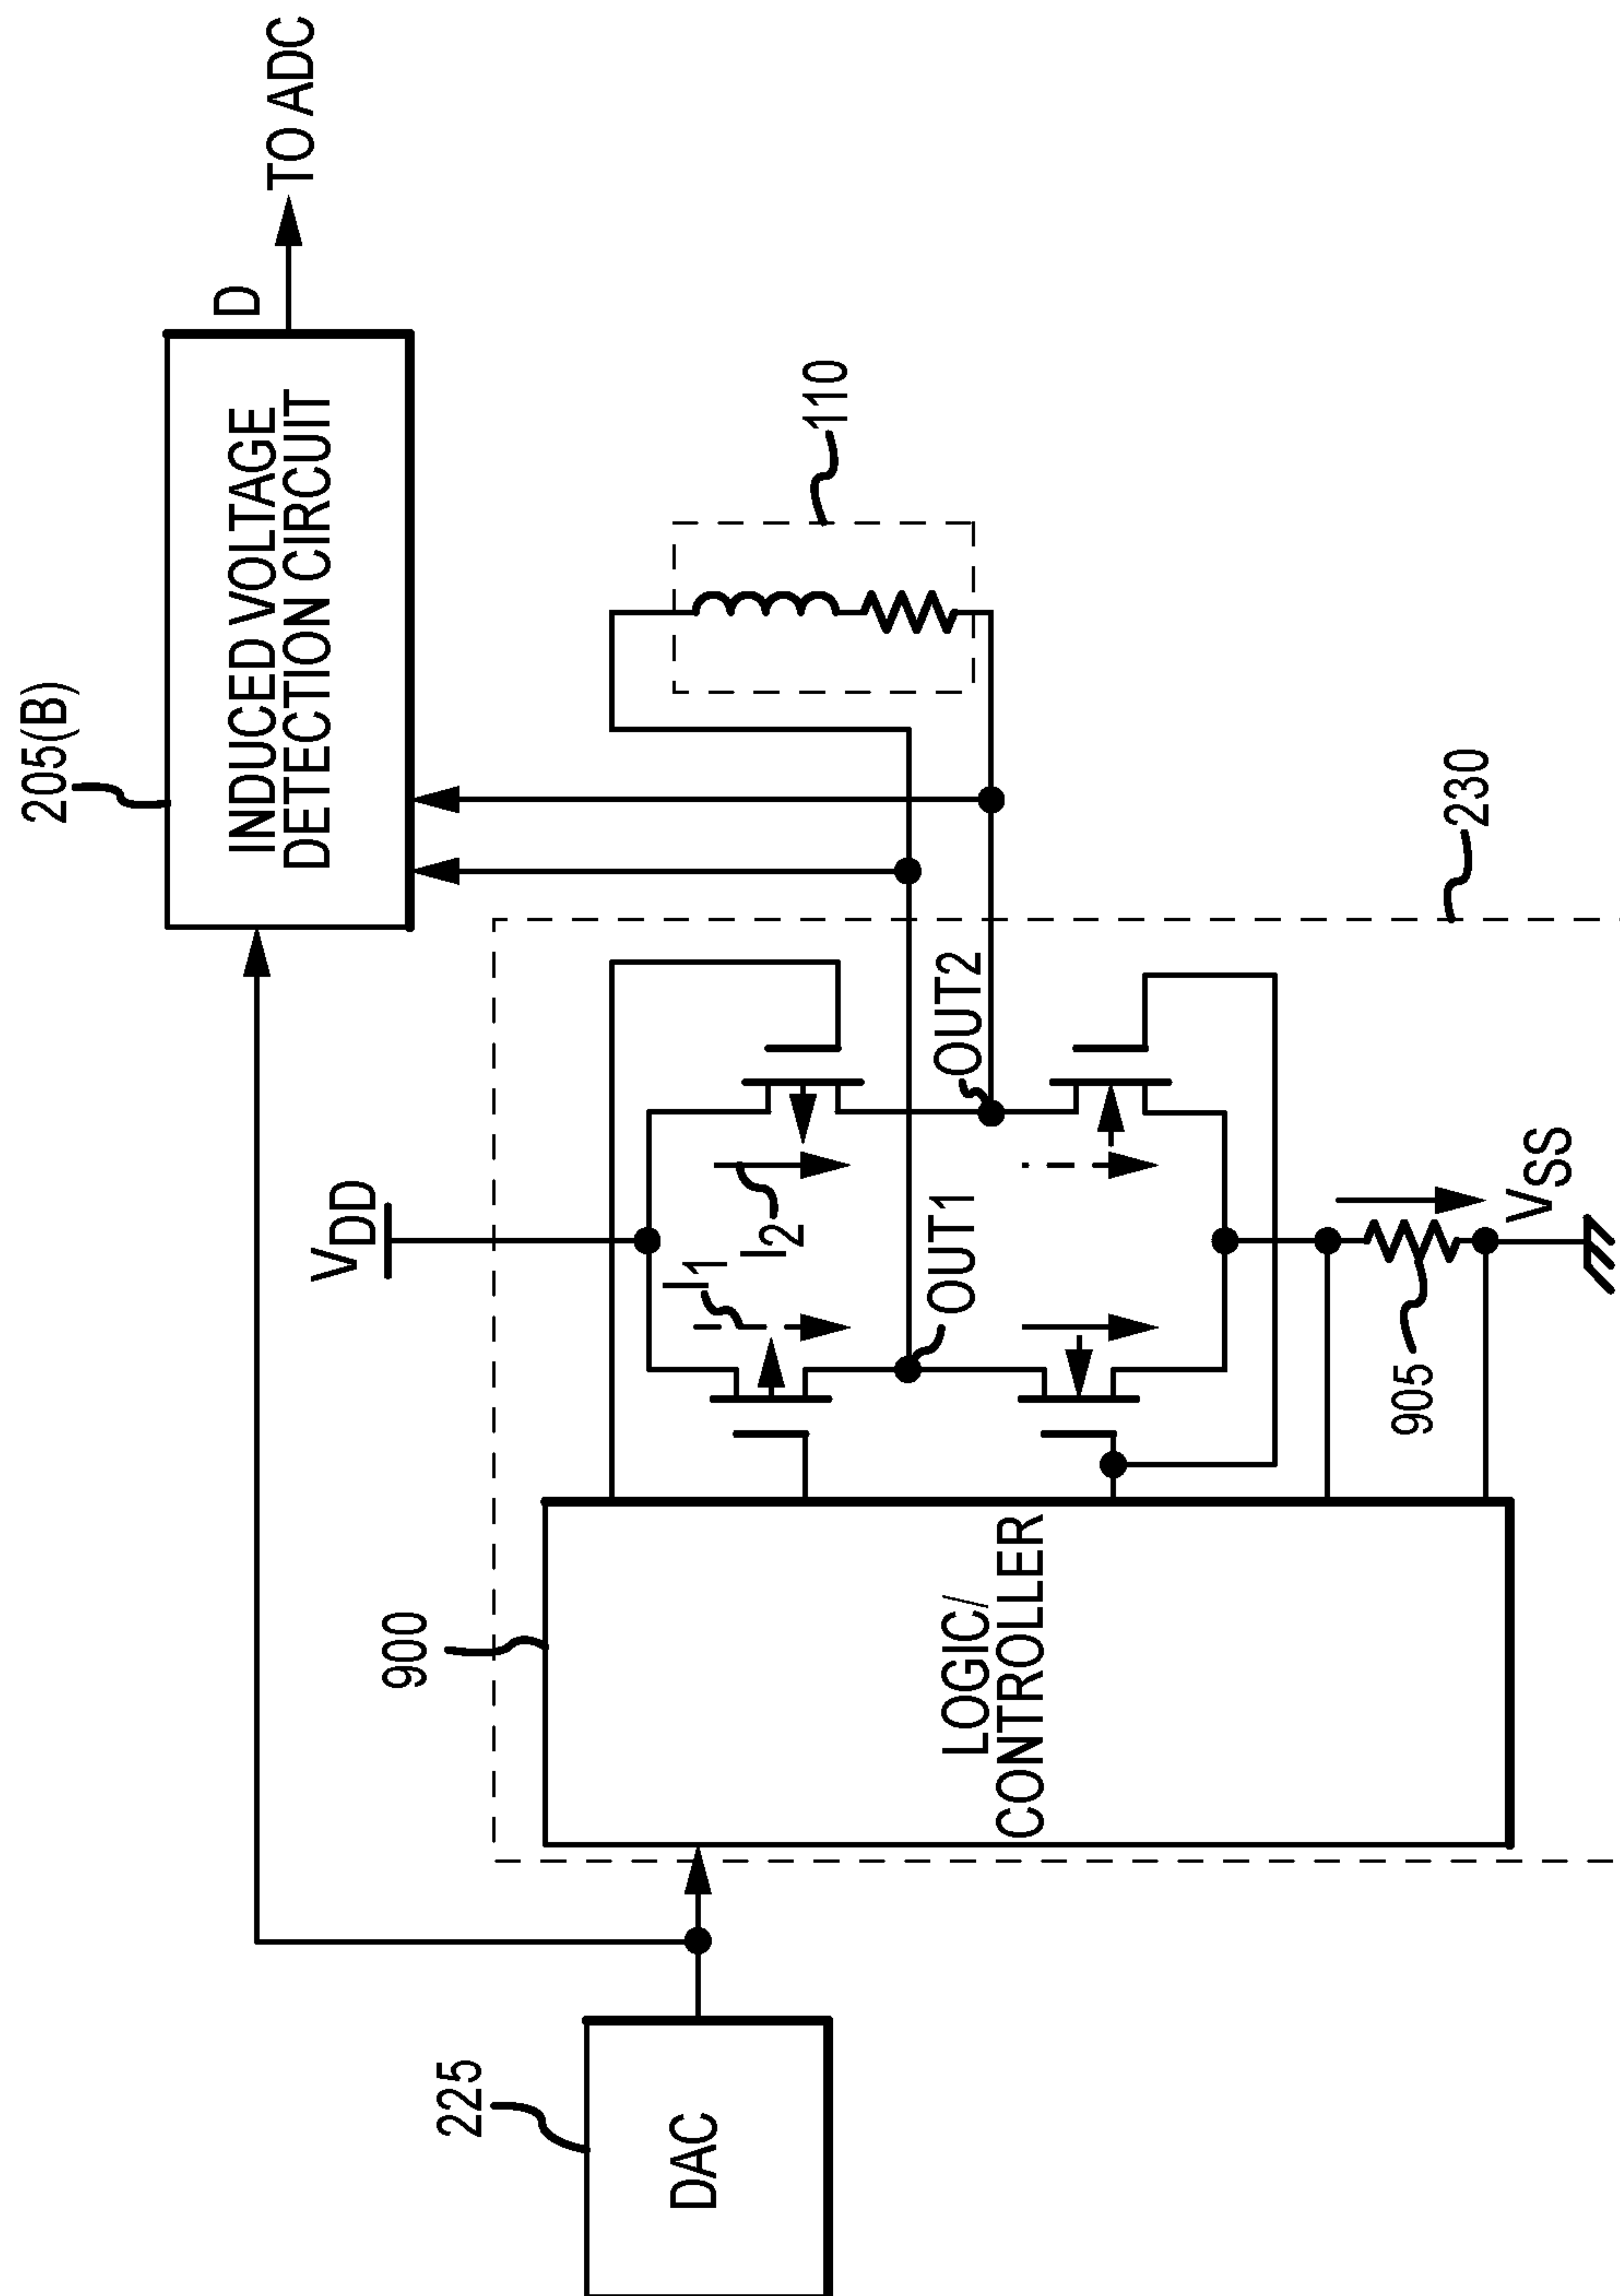 205(B)
INDUCED VOLTAGE
DETECTION CIRCUIT
D
TO ADC
110
VDD
I1
I2
OUT1
OUT2
230
225
DAC
900
LOGIC/
CONTROLLER
905
VSS